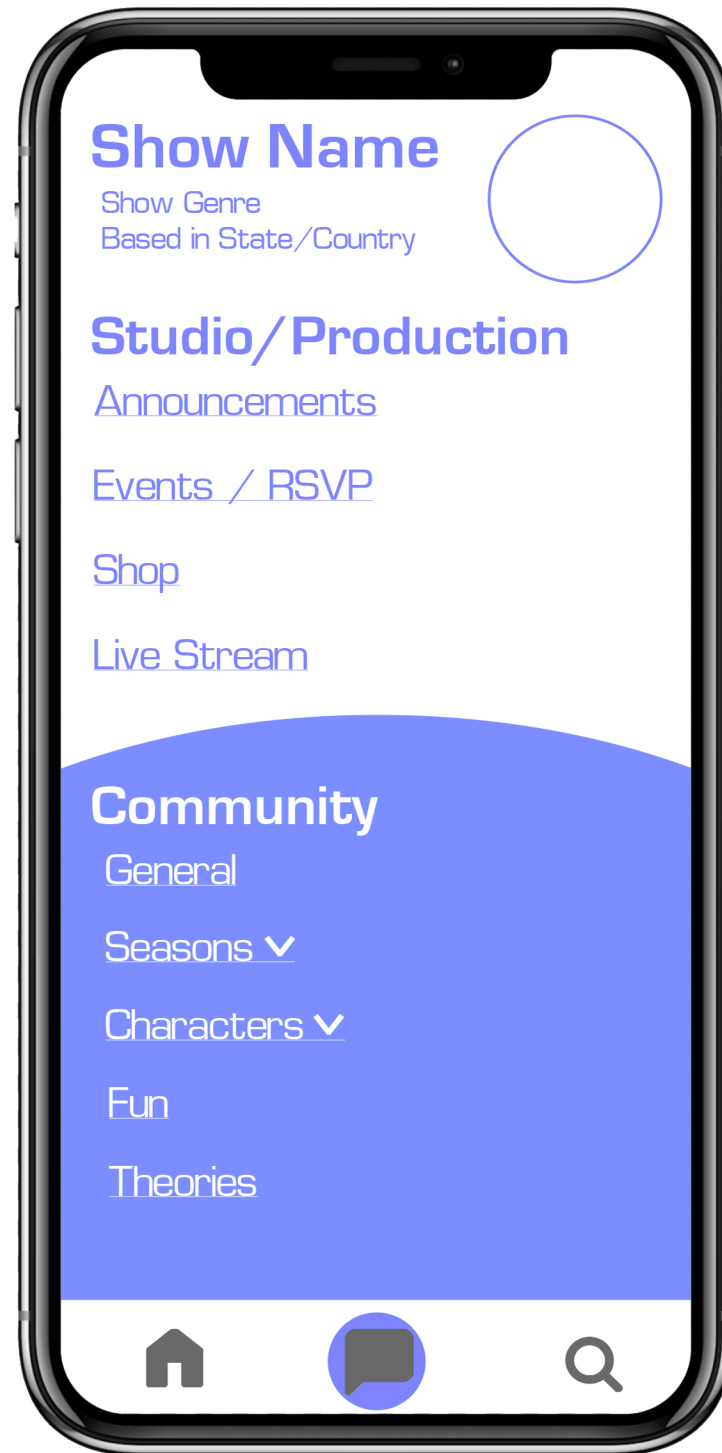 Show Name
Show Genre
Based in State/Country
Studio/Production
Announcements
Events / RSVP
Shop
Live Stream
Community
General
Seasons
Characters
Fun
Theories